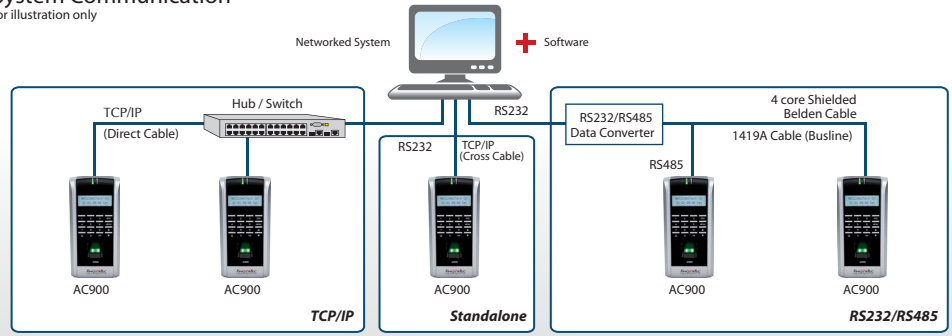 System Communication
or illustration only
Networked System
Software
TCP/IP
(Direct Cable)
Hub / Switch
RS232
TCP/IP
(Cross Cable)
RS232
RS232/RS485
Data Converter
4 core Shielded
Belden Cable
1419A Cable (Busline)
RS485
AC900
AC900
AC900
AC900
AC900
TCP/IP
Standalone
RS232/RS485